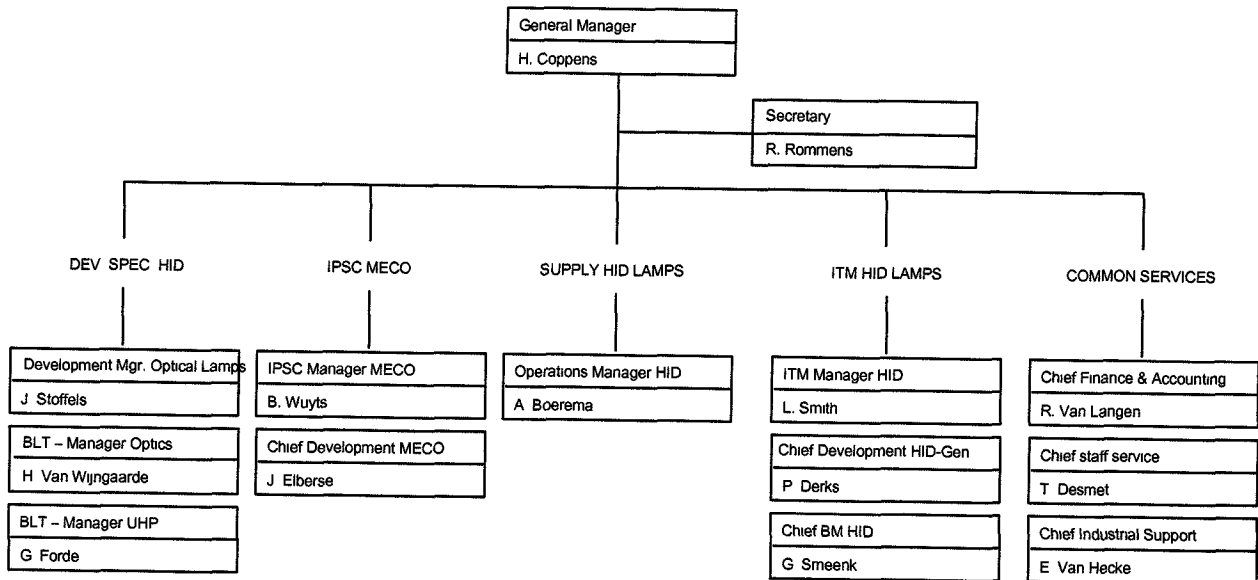 General Manager
H. Coppens
Secretary
R. Rommens
DEV SPEC HID
IPSC MECO
SUPPLY HID LAMPS
ITM HID LAMPS
COMMON SERVICES
Development Mgr. Optical Lamps
J Stoffels
BLT – Manager Optics
H Van Wijngaarde
BLT – Manager UHP
G Forde
IPSC Manager MECO
B. Wuyts
Chief Development MECO
J Elberse
Operations Manager HID
A Boerema
ITM Manager HID
L. Smith
Chief Development HID-Gen
P Derks
Chief BM HID
G Smeenk
Chief Finance & Accounting
R. Van Langen
Chief staff service
T Desmet
Chief Industrial Support
E Van Hecke